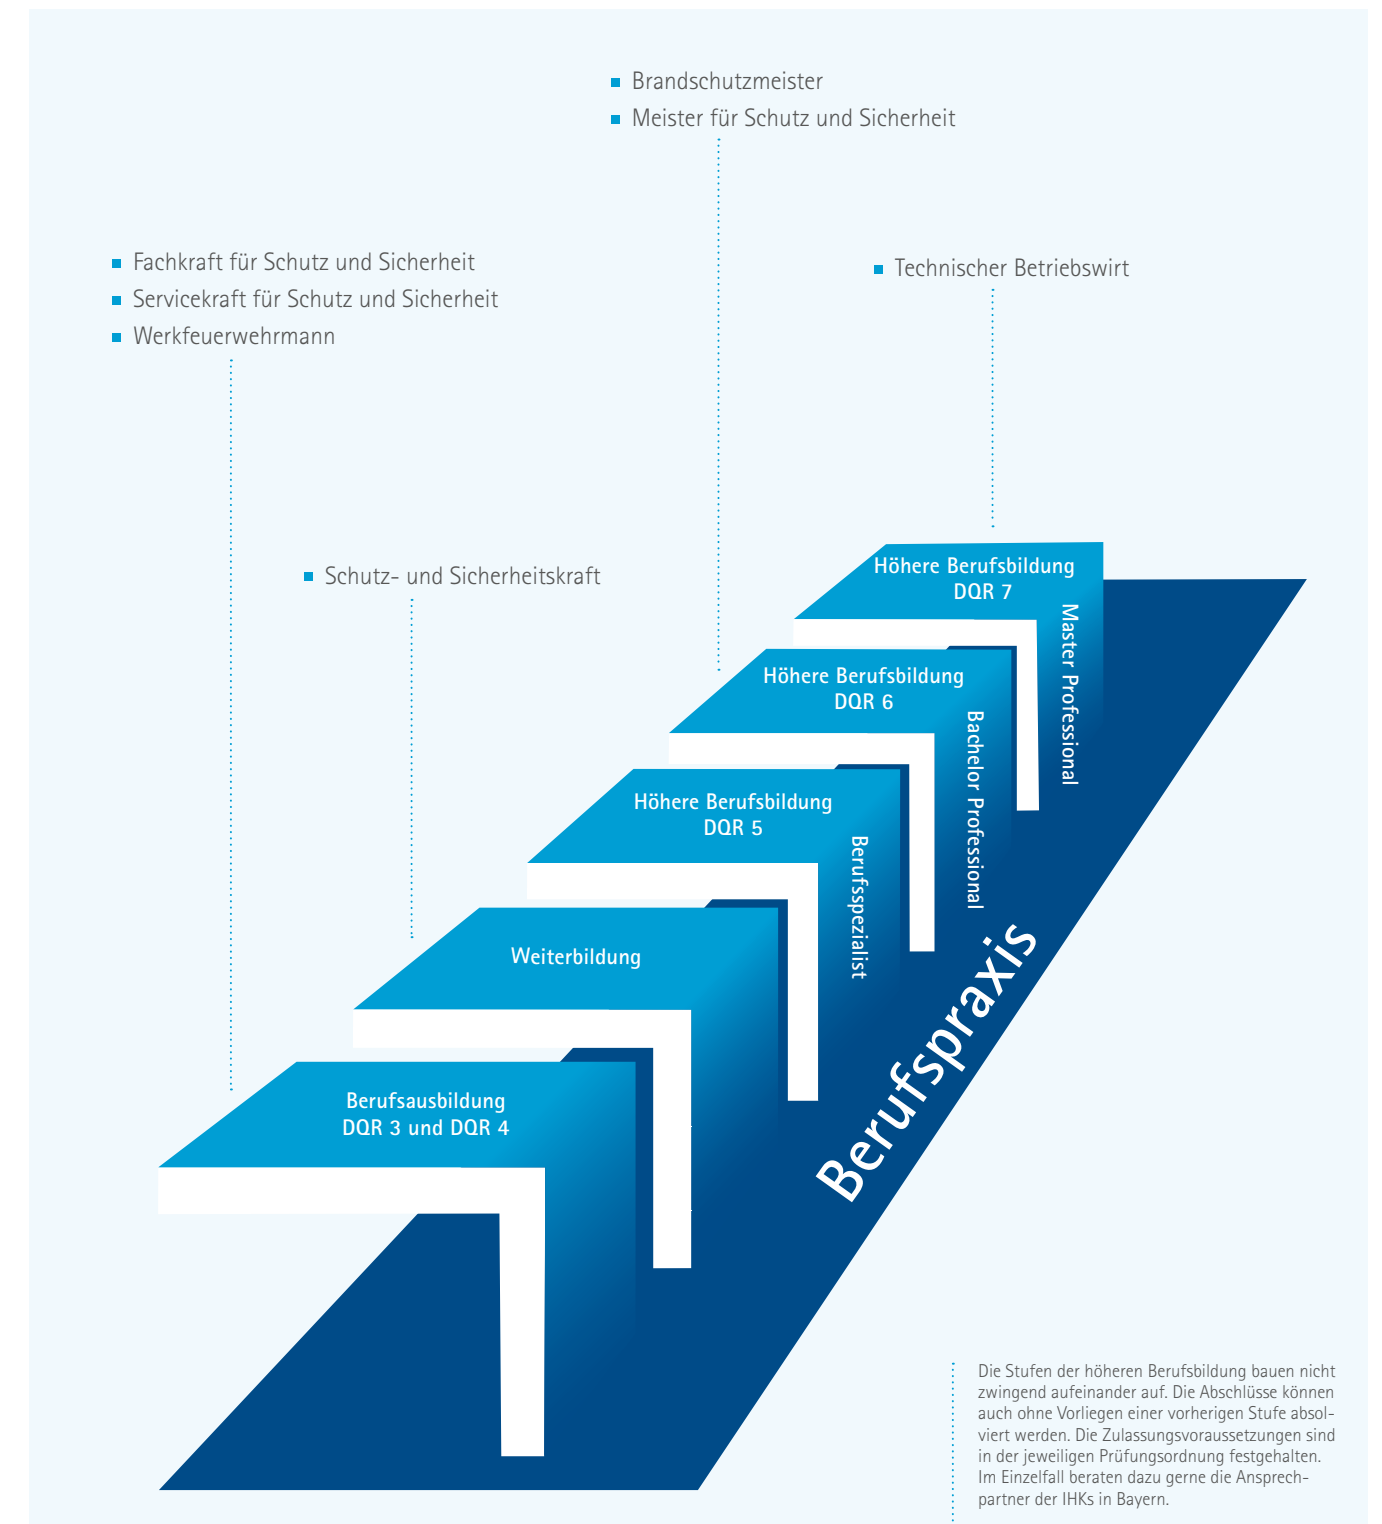 Brandschutzmeister
Meister für Schutz und Sicherheit
Fachkraft für Schutz und Sicherheit
Servicekraft für Schutz und Sicherheit
Werkfeuerwehrmann
Technischer Betriebswirt
Schutz- und Sicherheitskraft
Höhere Berufsbildung
DQR 7
Master Professional
Höhere Berufsbildung
DQR 6
Bachelor Professional
Höhere Berufsbildung
DQR 5
Berufsspezialist
Weiterbildung
Berufsausbildung
DQR 3 und DQR 4
Berufspraxis
Die Stufen der höheren Berufsbildung bauen nicht
zwingend aufeinander auf. Die Abschlüsse können
auch ohne Vorliegen einer vorherigen Stufe absol-
viert werden. Die Zulassungsvoraussetzungen sind
in der jeweiligen Prüfungsordnung festgehalten.
Im Einzelfall beraten dazu gerne die Ansprech-
partner der IHKs in Bayern.